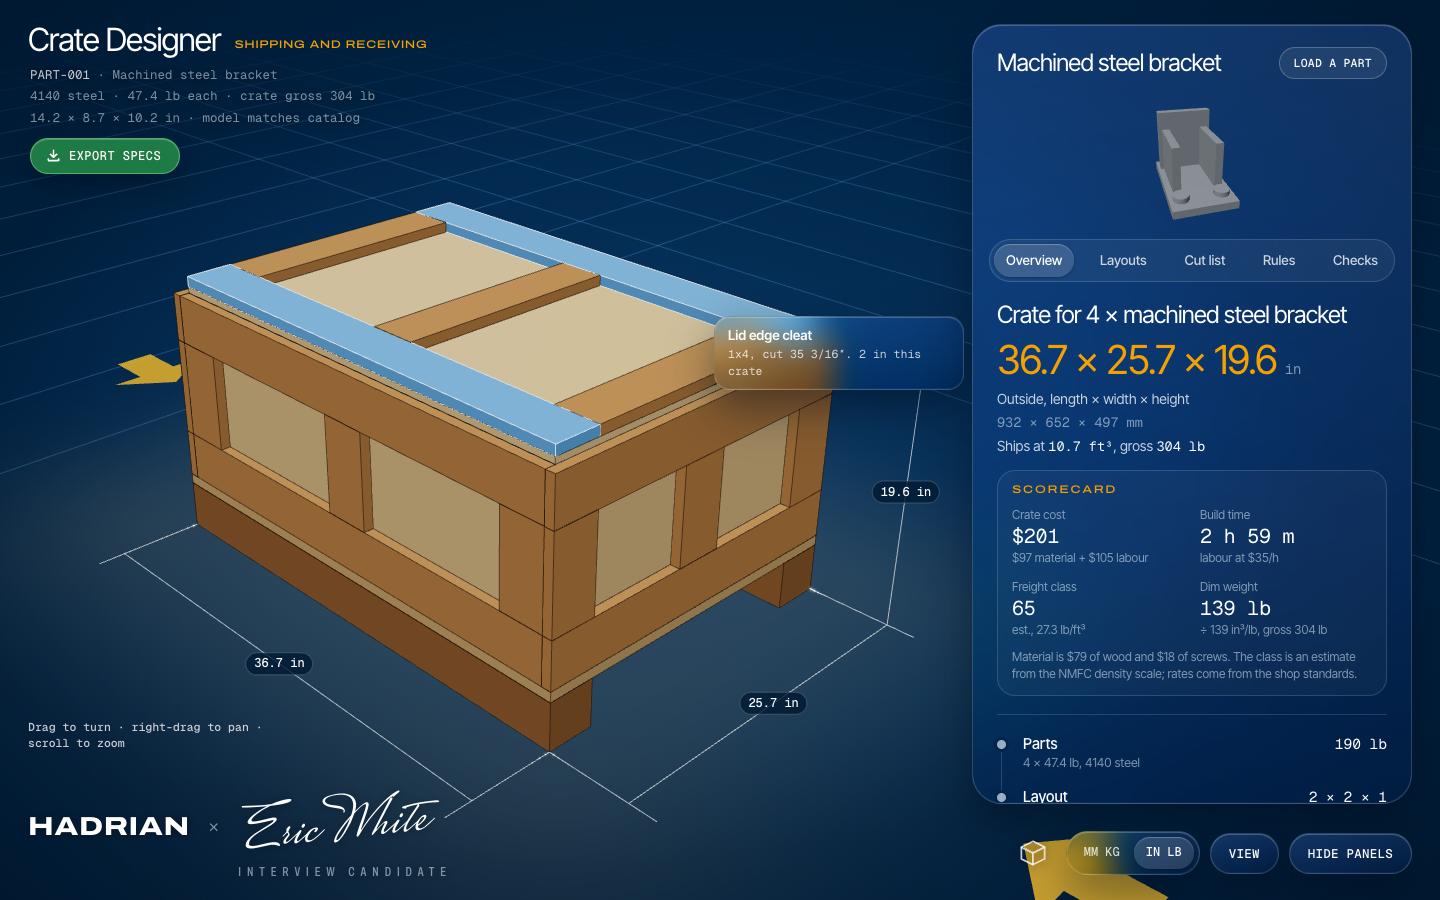 Crate Designer SHIPPING AND RECEIVING
PART-001 · Machined steel bracket
4140 steel · 47.4 lb each · crate gross 304 lb
14.2 × 8.7 × 10.2 in · model matches catalog
EXPORT SPECS
Machined steel bracket
LOAD A PART
Overview Layouts Cut list Rules Checks
Crate for 4 × machined steel bracket
36.7 × 25.7 × 19.6 in
Outside, length × width × height
932 × 652 × 497 mm
Ships at 10.7 ft³, gross 304 lb
SCORECARD
Crate cost
$201
$97 material + $105 labour
Build time
2 h 59 m
labour at $35/h
Freight class
65
est., 27.3 lb/ft³
Dim weight
139 lb
÷ 139 in³/lb, gross 304 lb
Material is $79 of wood and $18 of screws. The class is an estimate
from the NMFC density scale; rates come from the shop standards.
Parts 190 lb
4 × 47.4 lb, 4140 steel
Layout 2 × 2 × 1
Lid edge cleat
1x4, cut 35 3/16". 2 in this
crate
19.6 in
36.7 in
25.7 in
Drag to turn · right-drag to pan ·
scroll to zoom
HADRIAN × Eric White
INTERVIEW CANDIDATE
MM KG IN LB
VIEW
HIDE PANELS